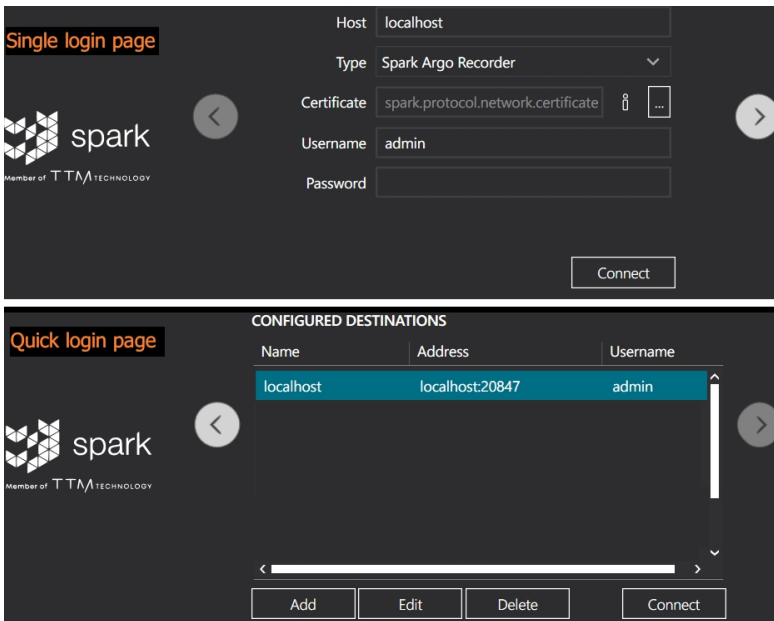 Single login page
Host localhost
Type Spark Argo Recorder
Certificate spark.protocol.network.certificate ...
Username admin
Password
spark
Member of TTM TECHNOLOGY
Connect
Quick login page
CONFIGURED DESTINATIONS
Name Address Username
localhost localhost:20847 admin
spark
Member of TTM TECHNOLOGY
Add Edit Delete Connect